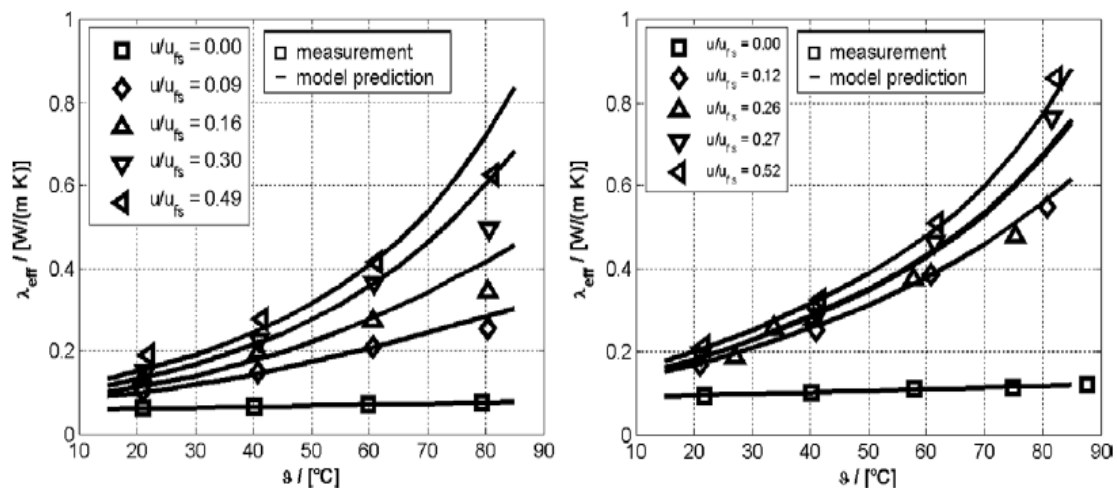 1
0.8
0.6
0.4
0.2
0
λeff / [W/(m K)]
u/ufs = 0.00
u/ufs = 0.09
u/ufs = 0.16
u/ufs = 0.30
u/ufs = 0.49
measurement
model prediction
10 20 30 40 50 60 70 80 90
ϑ / [°C]
1
0.8
0.6
0.4
0.2
0
λeff / [W/(m K)]
u/ufs = 0.00
u/ufs = 0.12
u/ufs = 0.26
u/ufs = 0.27
u/ufs = 0.52
measurement
model prediction
10 20 30 40 50 60 70 80 90
ϑ / [°C]